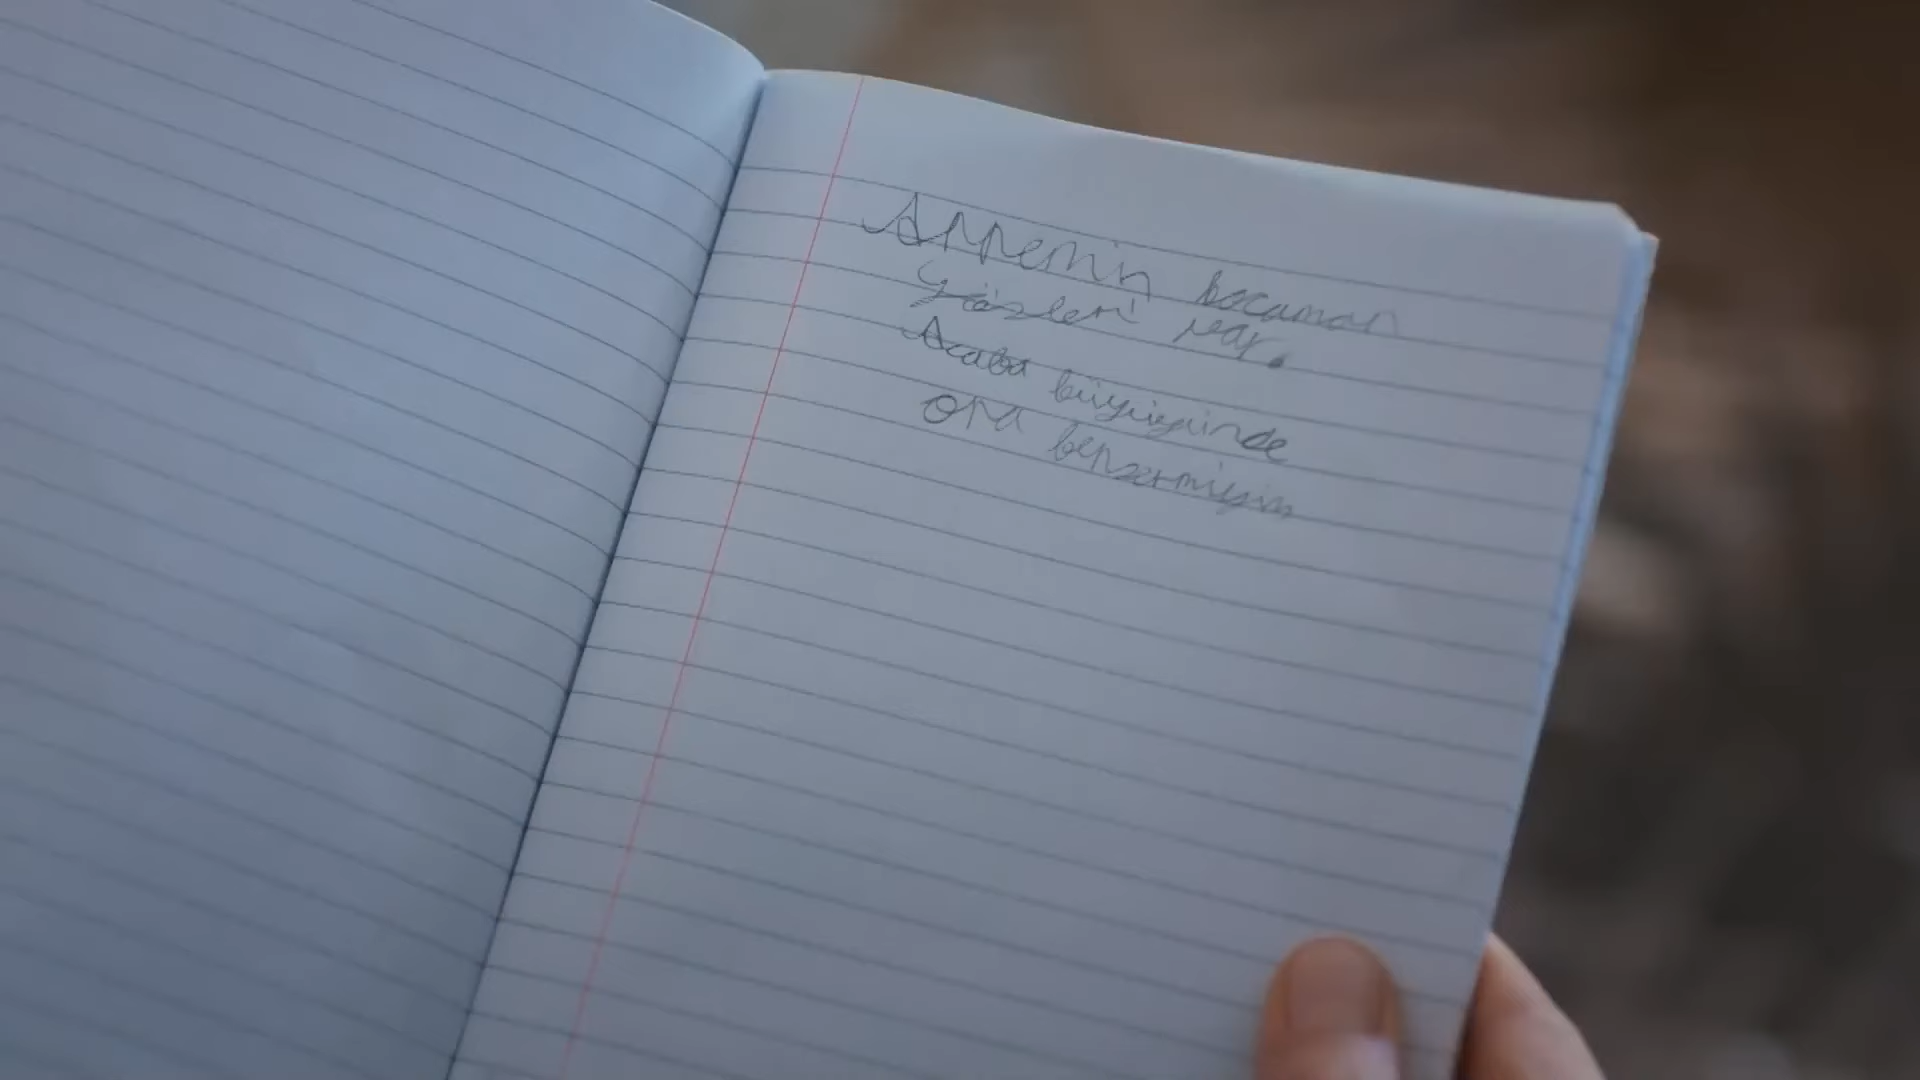 Annemin kocaman
gözleri var.
Acaba büyüyünde
ona benzermiyim